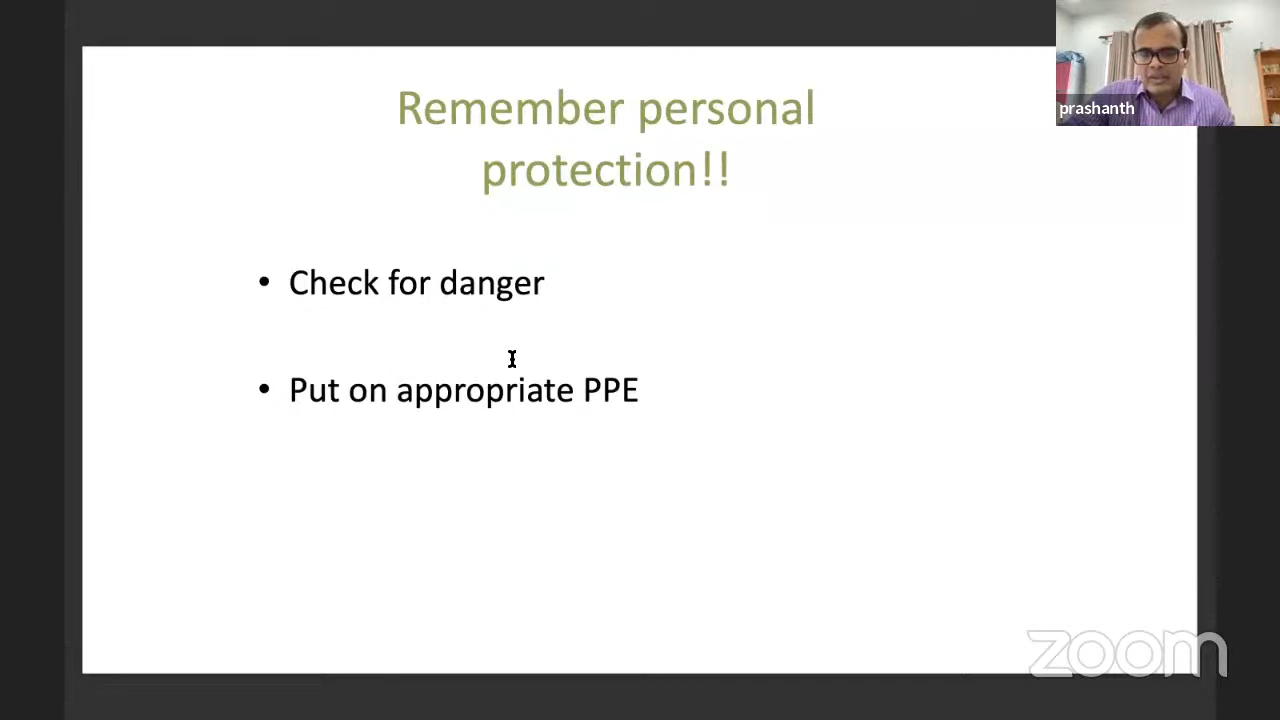 Remember personal
protection!!
• Check for danger
• Put on appropriate PPE
prashanth
zoom